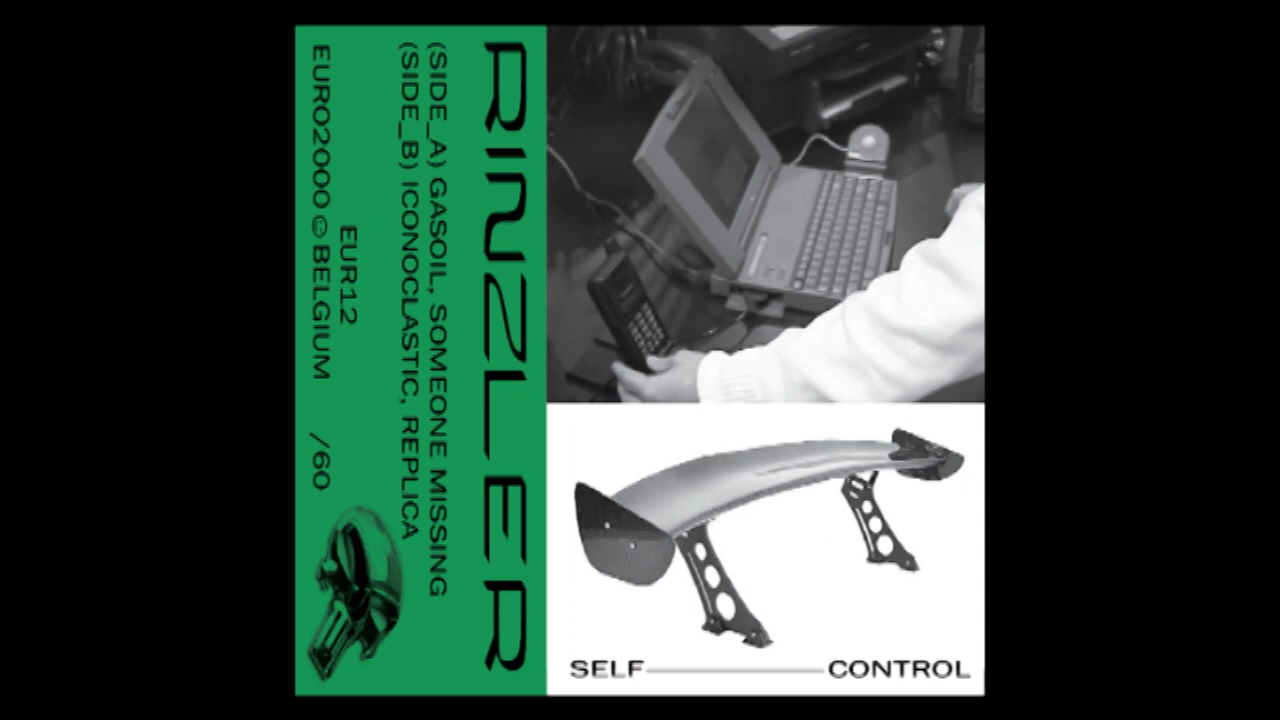 RINZLER
(SIDE_A) GASOIL, SOMEONE MISSING
(SIDE_B) ICONOCLASTIC, REPLICA
EUR12
EURO2000 © BELGIUM /60
SELF CONTROL